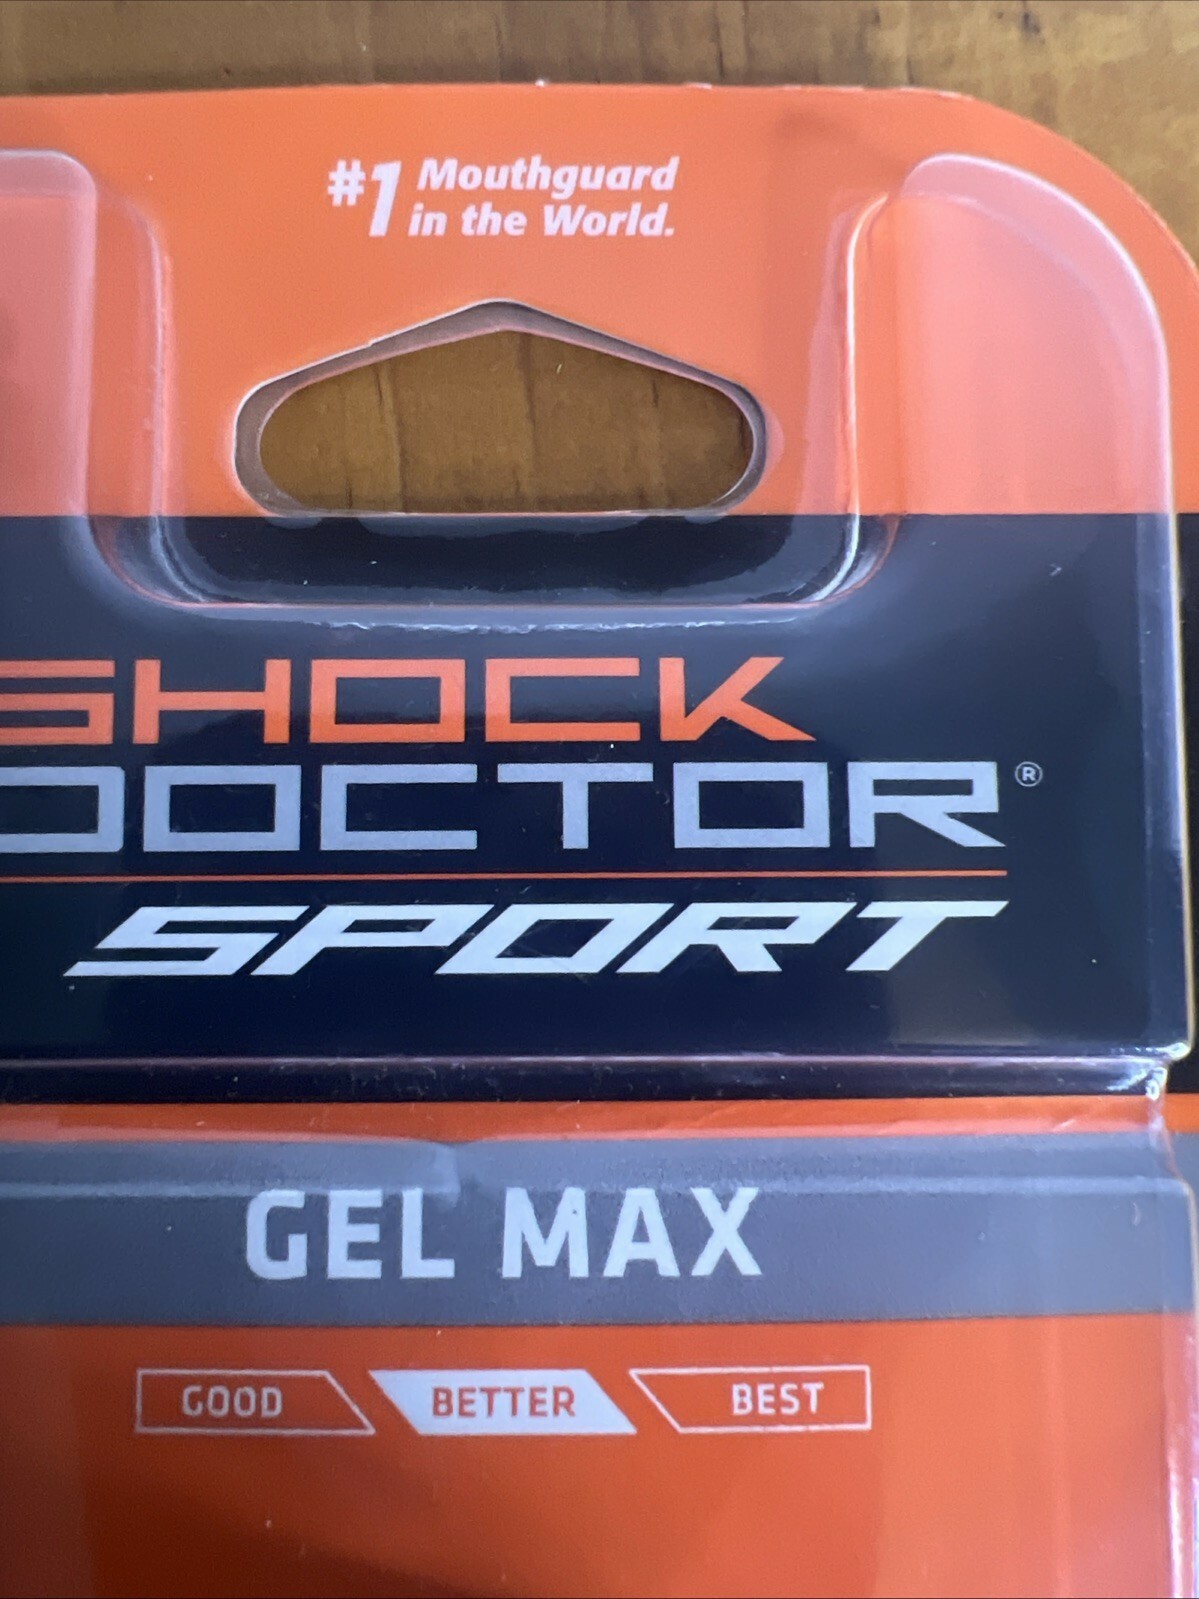 #1 Mouthguard
in the World.
SHOCK
DOCTOR®
SPORT
GEL MAX
GOOD BETTER BEST